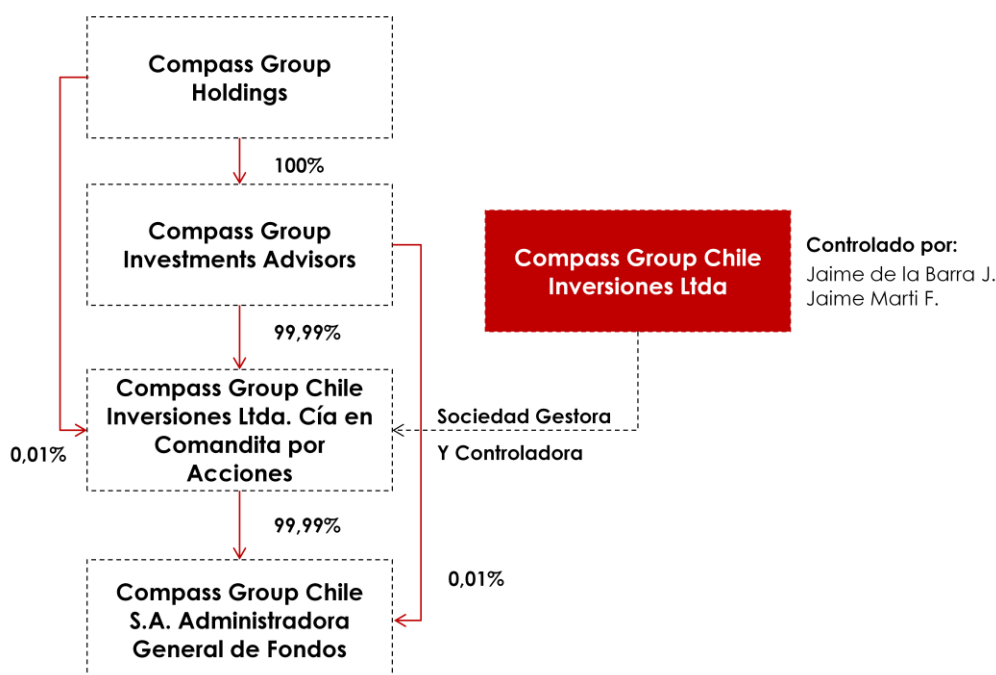 Compass Group
Holdings
100%
Compass Group
Investments Advisors
Compass Group Chile
Inversiones Ltda
Controlado por:
Jaime de la Barra J.
Jaime Marti F.
99,99%
Compass Group Chile
Inversiones Ltda. Cía en
Comandita por
Acciones
Sociedad Gestora
Y Controladora
0,01%
99,99%
0,01%
Compass Group Chile
S.A. Administradora
General de Fondos